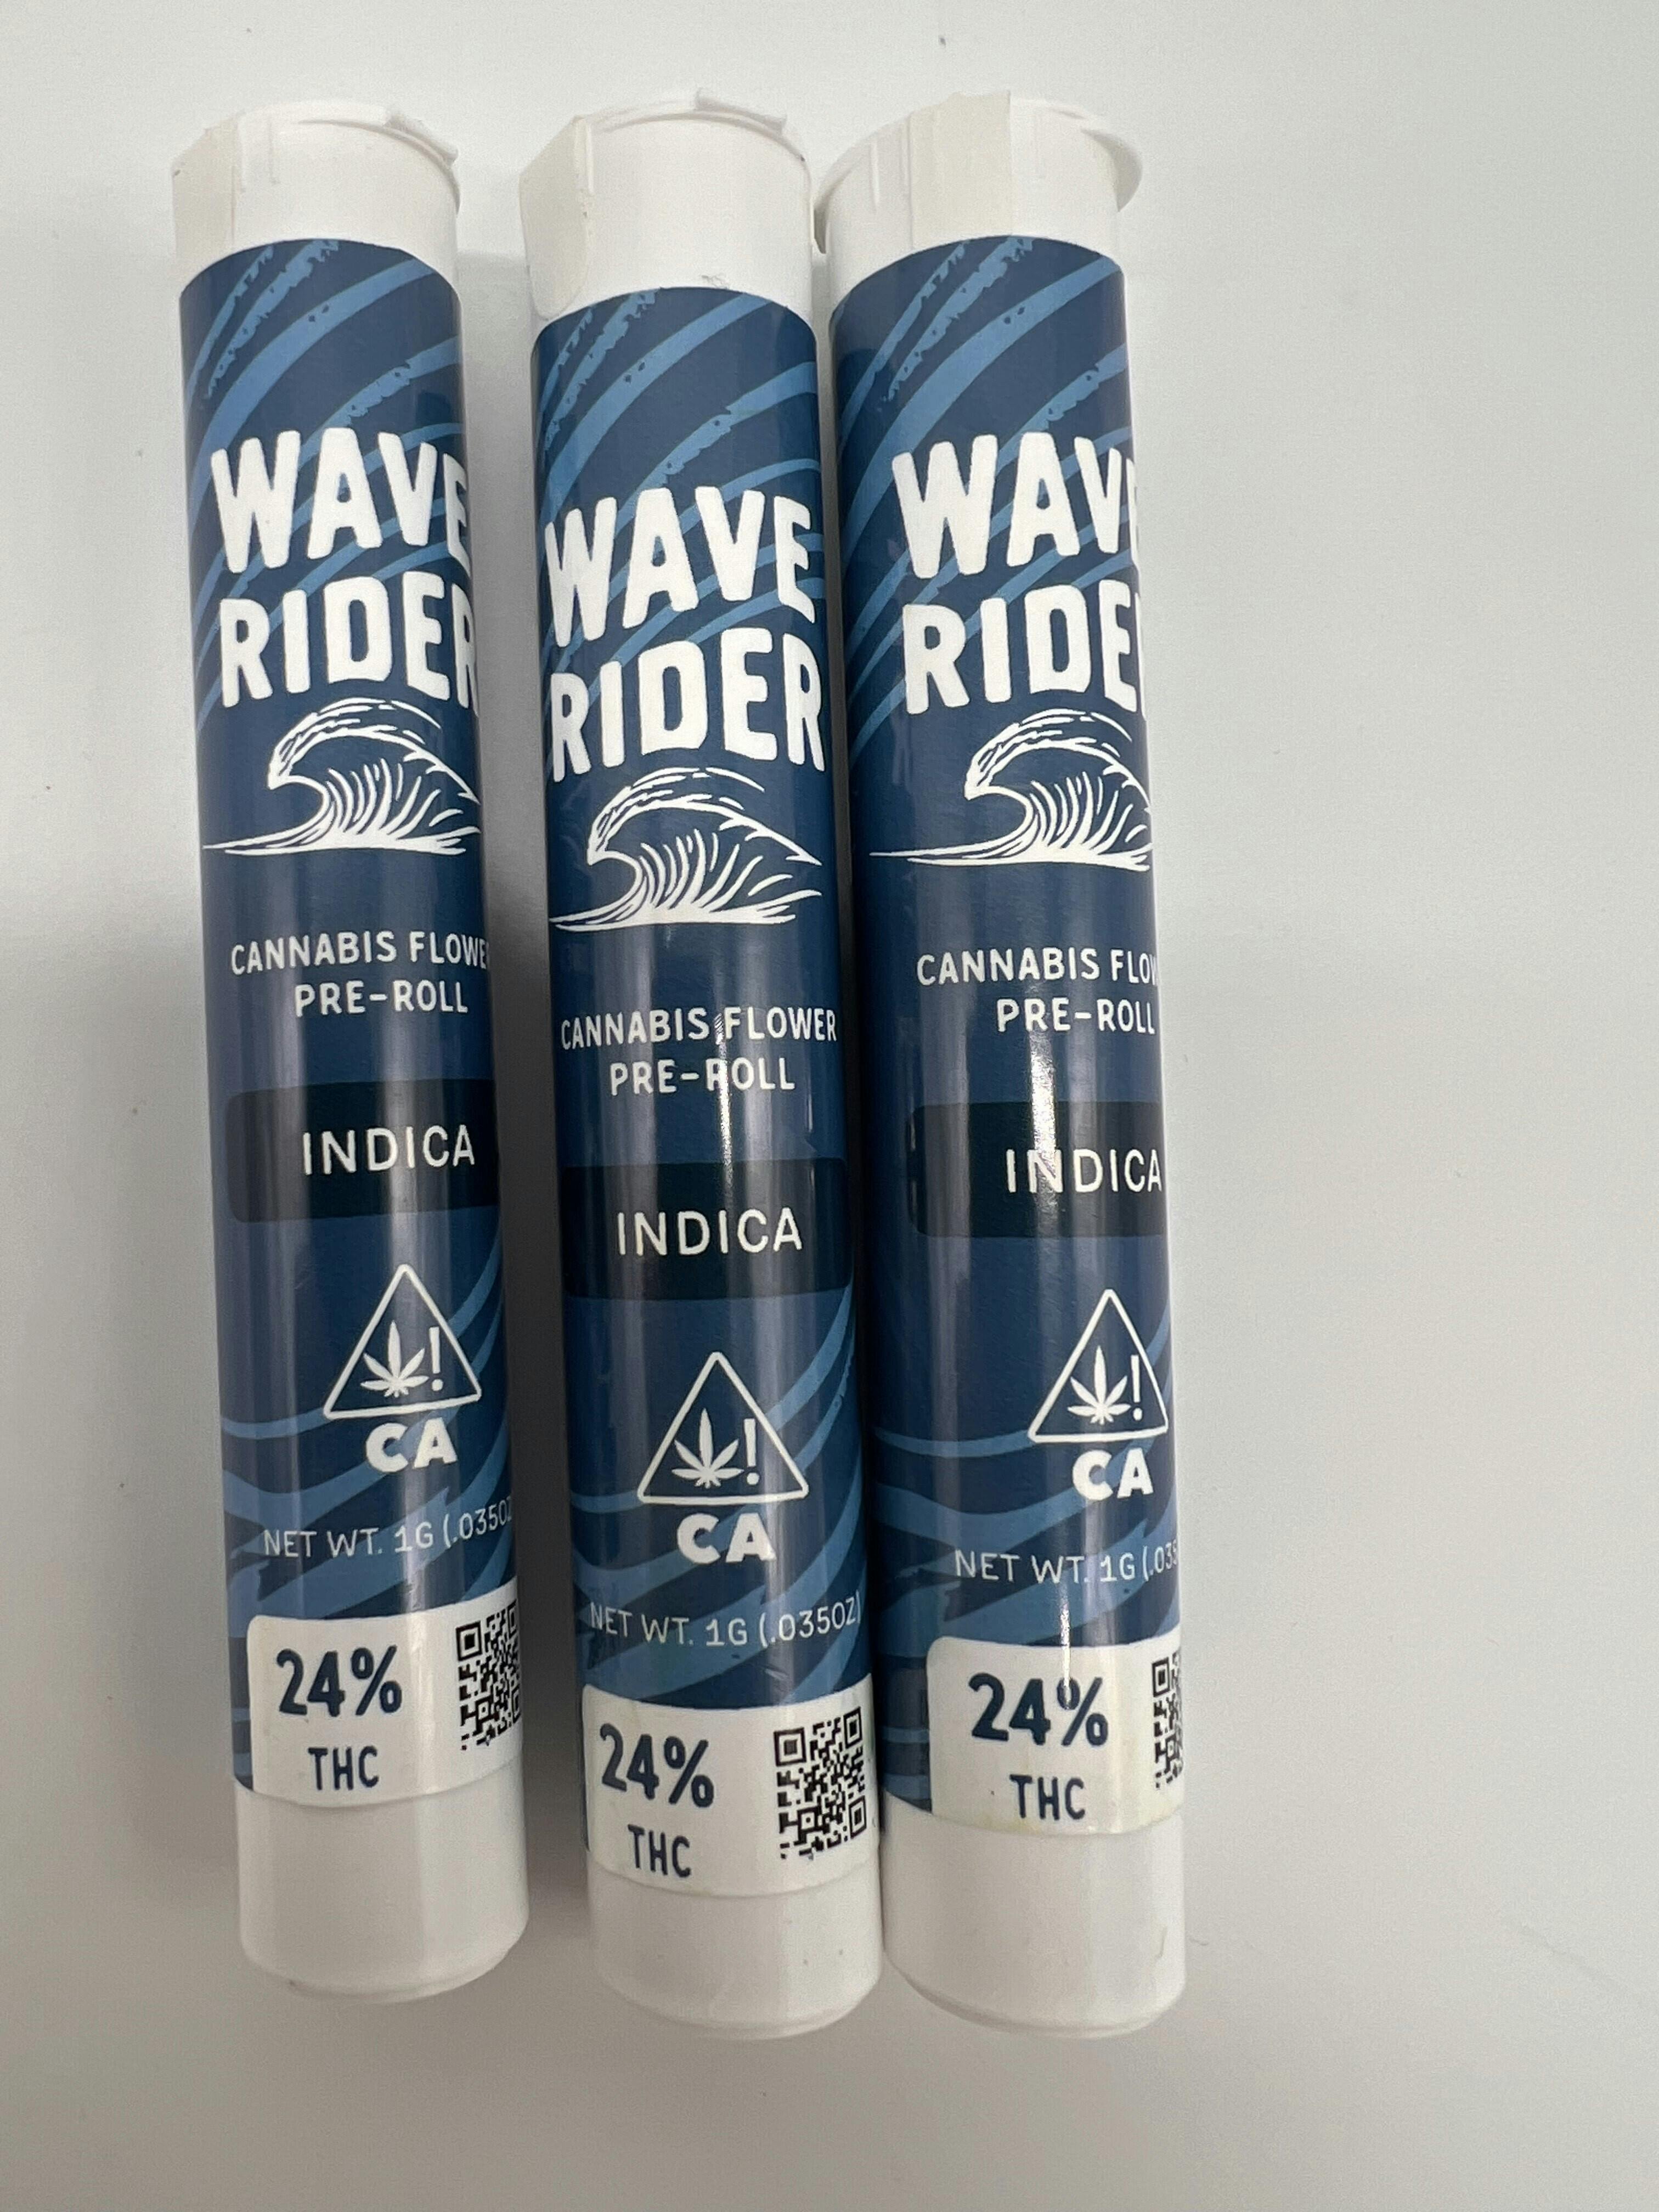 WAVE
RIDER
CANNABIS FLOWE
PRE-ROLL
INDICA
CA
NET WT. 1G (.035OZ
24%
THC
WAVE
RIDER
CANNABIS FLOWER
PRE-ROLL
INDICA
CA
NET WT. 1G (.035OZ)
24%
THC
WAVE
RIDE
CANNABIS FLOW
PRE-ROLL
INDICA
CA
NET WT. 1G (.035
24%
THC